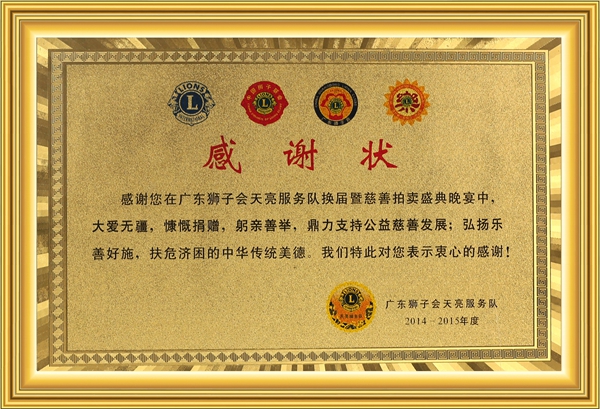 LIONS
L
INTERNATIONAL
LIONS
L
L
L
感谢状
感谢您在广东狮子会天亮服务队换届暨慈善拍卖盛典晚宴中，
大爱无疆，慷慨捐赠，躬亲善举，鼎力支持公益慈善发展；弘扬乐
善好施，扶危济困的中华传统美德。我们特此对您表示衷心的感谢！
广东狮子会天亮服务队
2014－2015年度